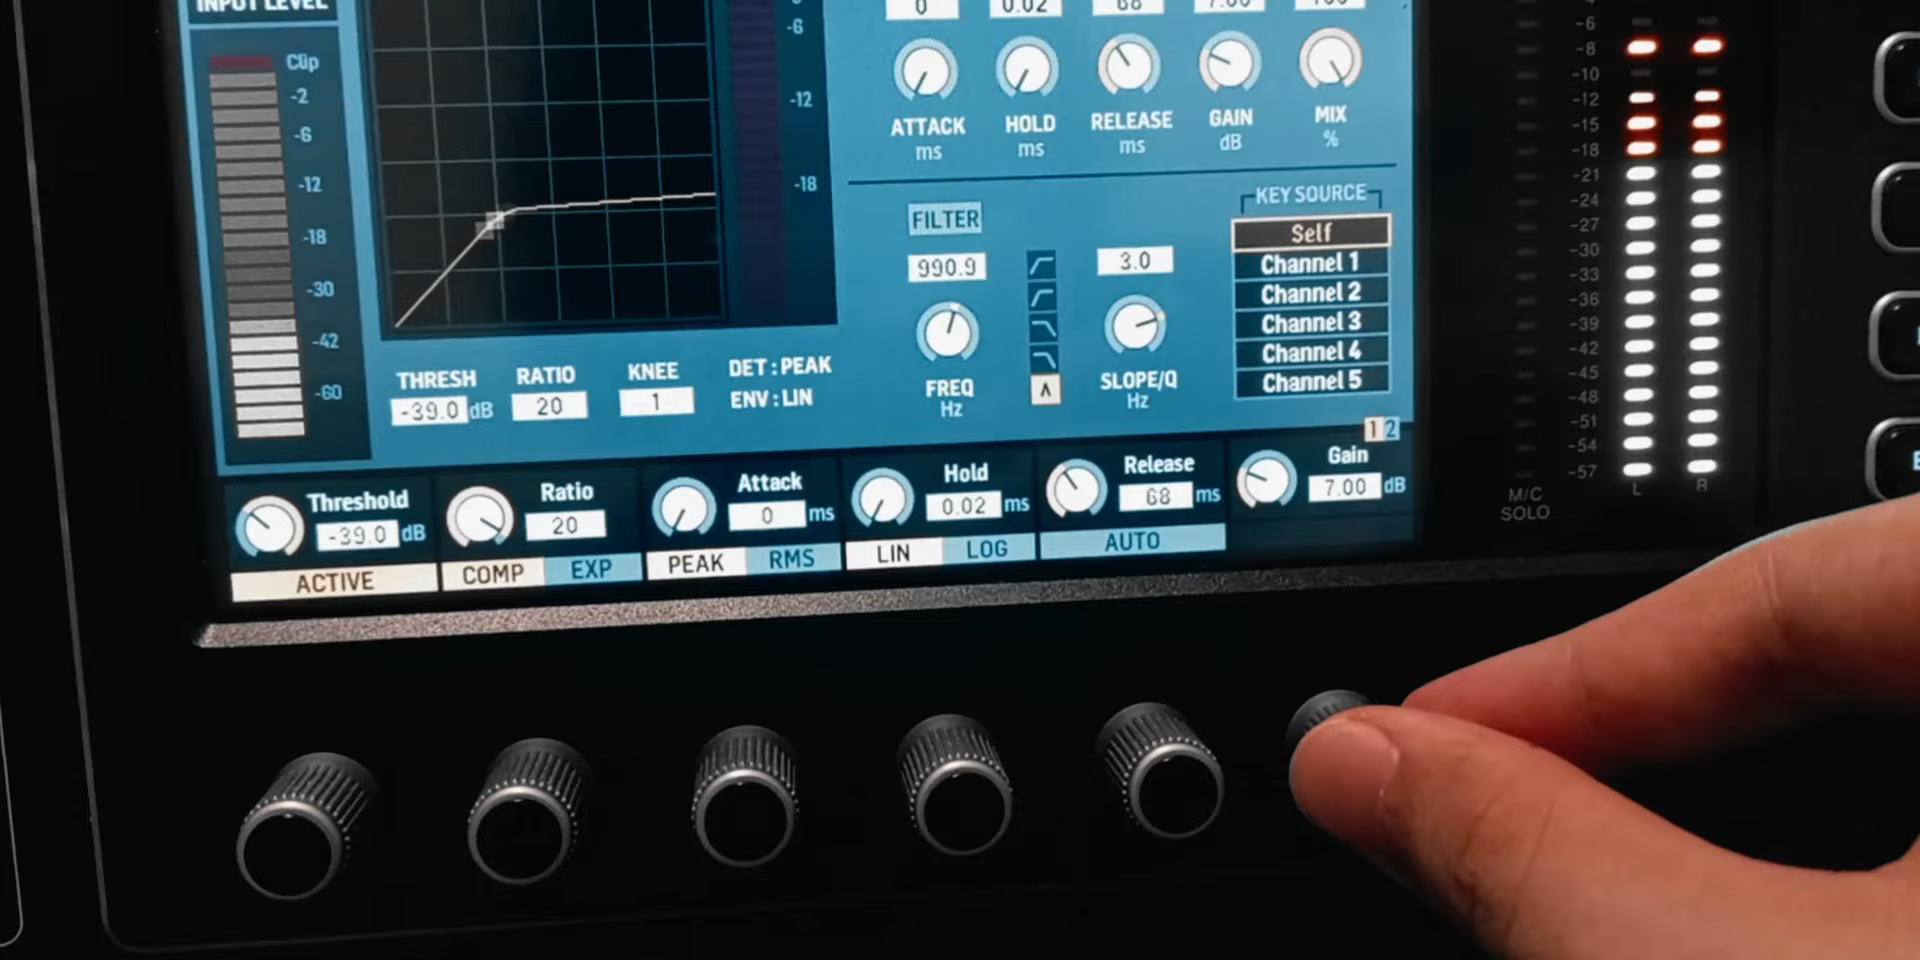 INPUT LEVEL
Clip
-2
-6
-12
-18
-30
-42
-60
-6
-12
-18
THRESH
-39.0 dB
RATIO
20
KNEE
1
DET : PEAK
ENV : LIN
0
0.02
68
7.00
100
ATTACK
ms
HOLD
ms
RELEASE
ms
GAIN
dB
MIX
%
FILTER
990.9
FREQ
Hz
3.0
SLOPE/Q
Hz
KEY SOURCE
Self
Channel 1
Channel 2
Channel 3
Channel 4
Channel 5
1 2
Threshold
-39.0 dB
ACTIVE
Ratio
20
COMP EXP
Attack
0 ms
PEAK RMS
Hold
0.02 ms
LIN LOG
Release
68 ms
AUTO
Gain
7.00 dB
-6
-8
-10
-12
-15
-18
-21
-24
-27
-30
-33
-36
-39
-42
-45
-48
-51
-54
-57
L R
M/C
SOLO